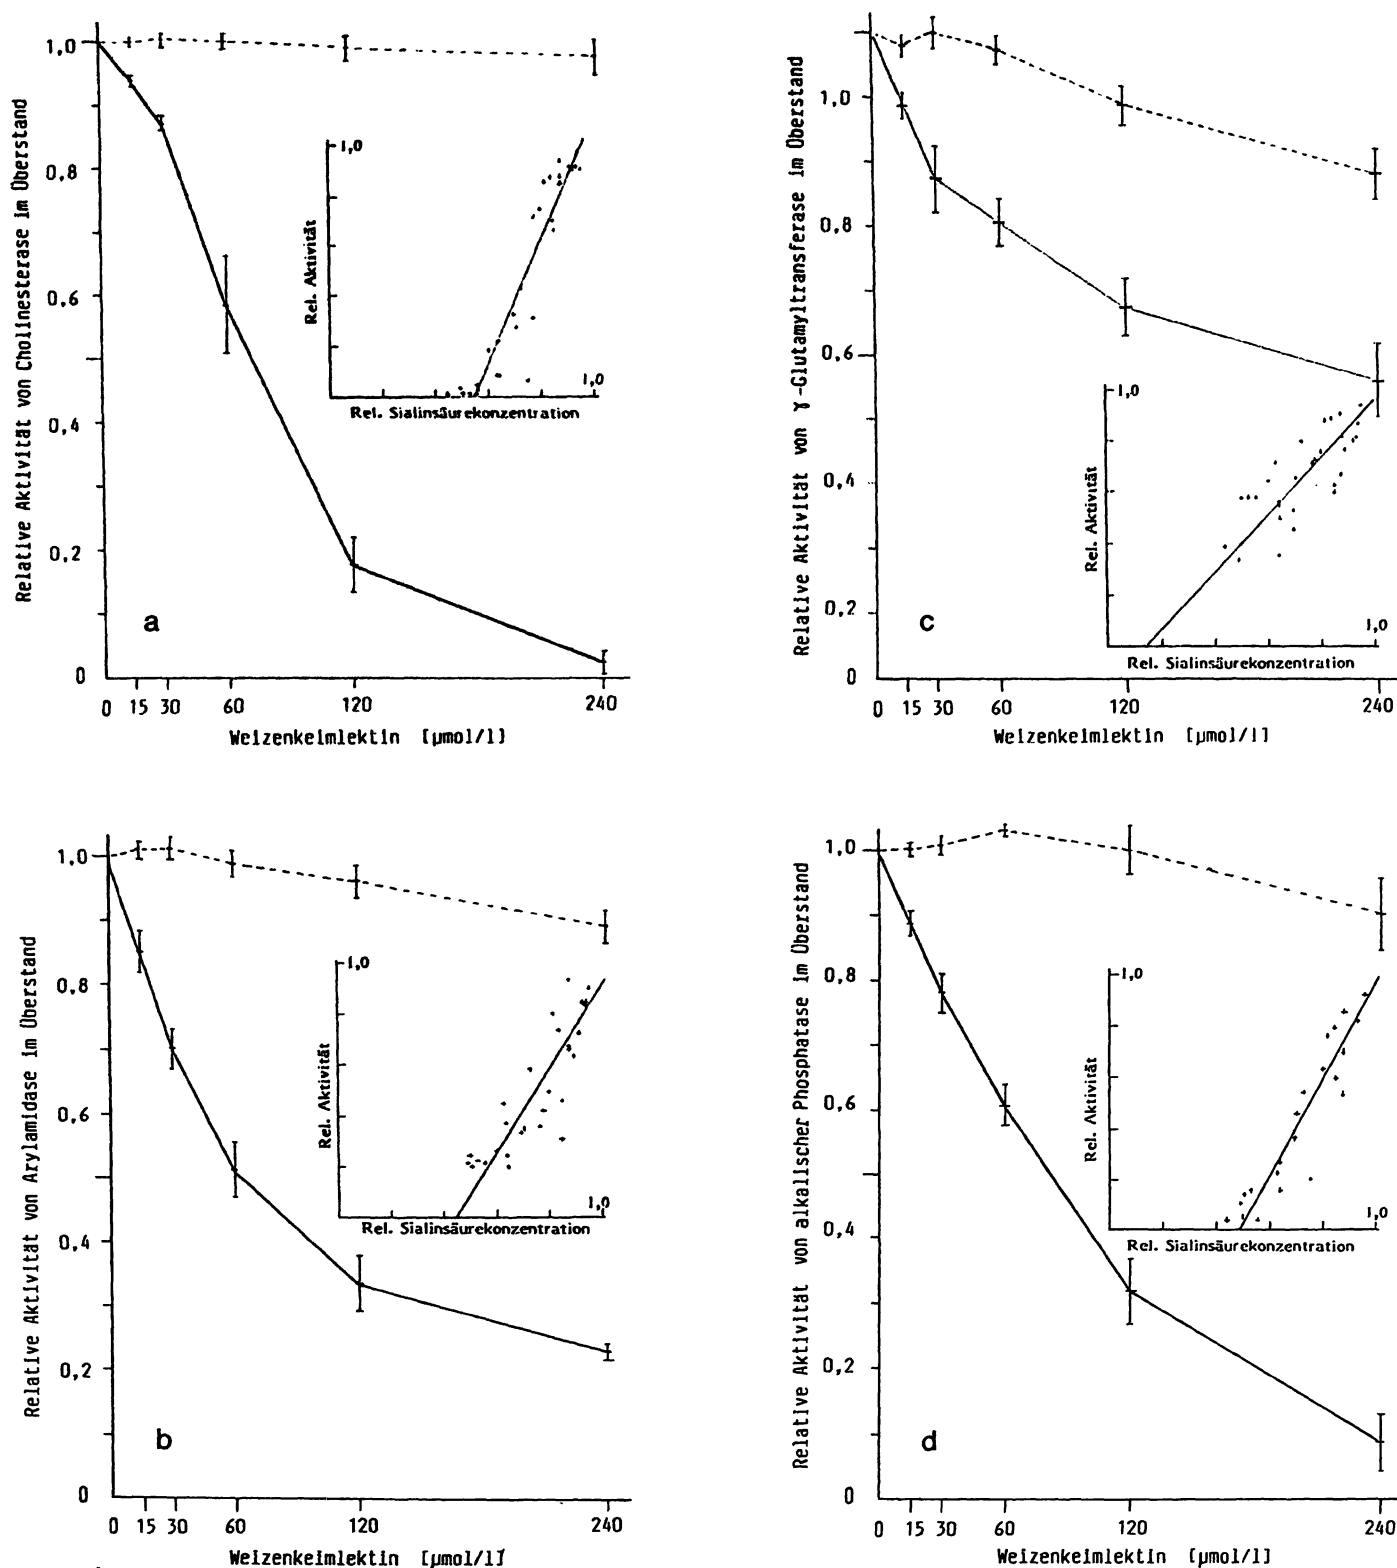 Relative Aktivität von Cholinesterase im Überstand
1,0
0,8
0,6
0,4
0,2
0
0 15 30 60 120 240
Weizenkeimlektin [µmol/l]
a
1,0
Rel. Aktivität
1,0
Rel. Sialinsäurekonzentration
Relative Aktivität von γ-Glutamyltransferase im Überstand
1,0
0,8
0,6
0,4
0,2
0
0 15 30 60 120 240
Weizenkeimlektin [µmol/l]
c
1,0
Rel. Aktivität
1,0
Rel. Sialinsäurekonzentration
Relative Aktivität von Arylamidase im Überstand
1,0
0,8
0,6
0,4
0,2
0
0 15 30 60 120 240
Weizenkeimlektin [µmol/l]
b
1,0
Rel. Aktivität
1,0
Rel. Sialinsäurekonzentration
Relative Aktivität von alkalischer Phosphatase im Überstand
1,0
0,8
0,6
0,4
0,2
0
0 15 30 60 120 240
Weizenkeimlektin [µmol/l]
d
1,0
Rel. Aktivität
1,0
Rel. Sialinsäurekonzentration